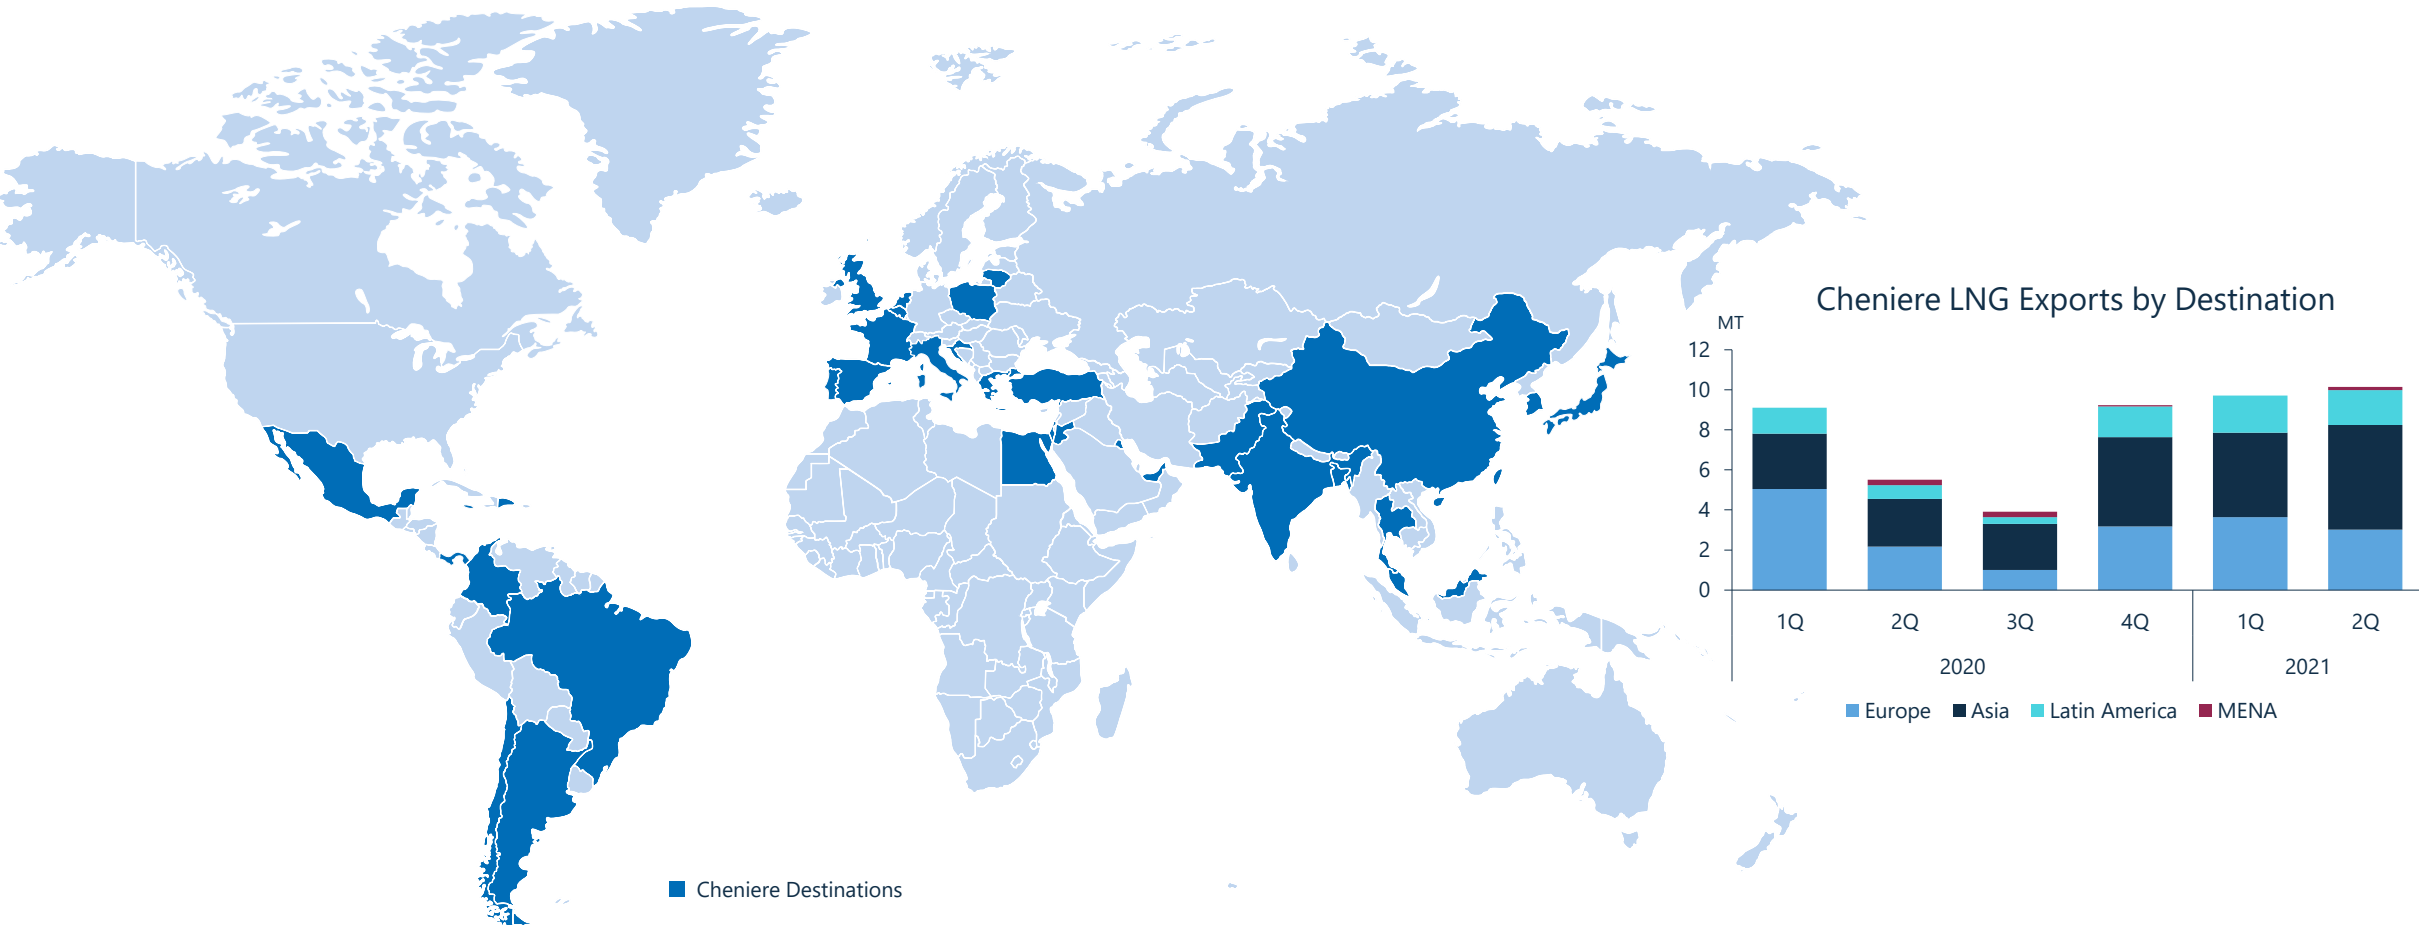 Cheniere LNG Exports by Destination
MT
12
10
8
6
4
2
0
1Q 2Q 3Q 4Q 1Q 2Q
2020 2021
Europe Asia Latin America MENA
Cheniere Destinations